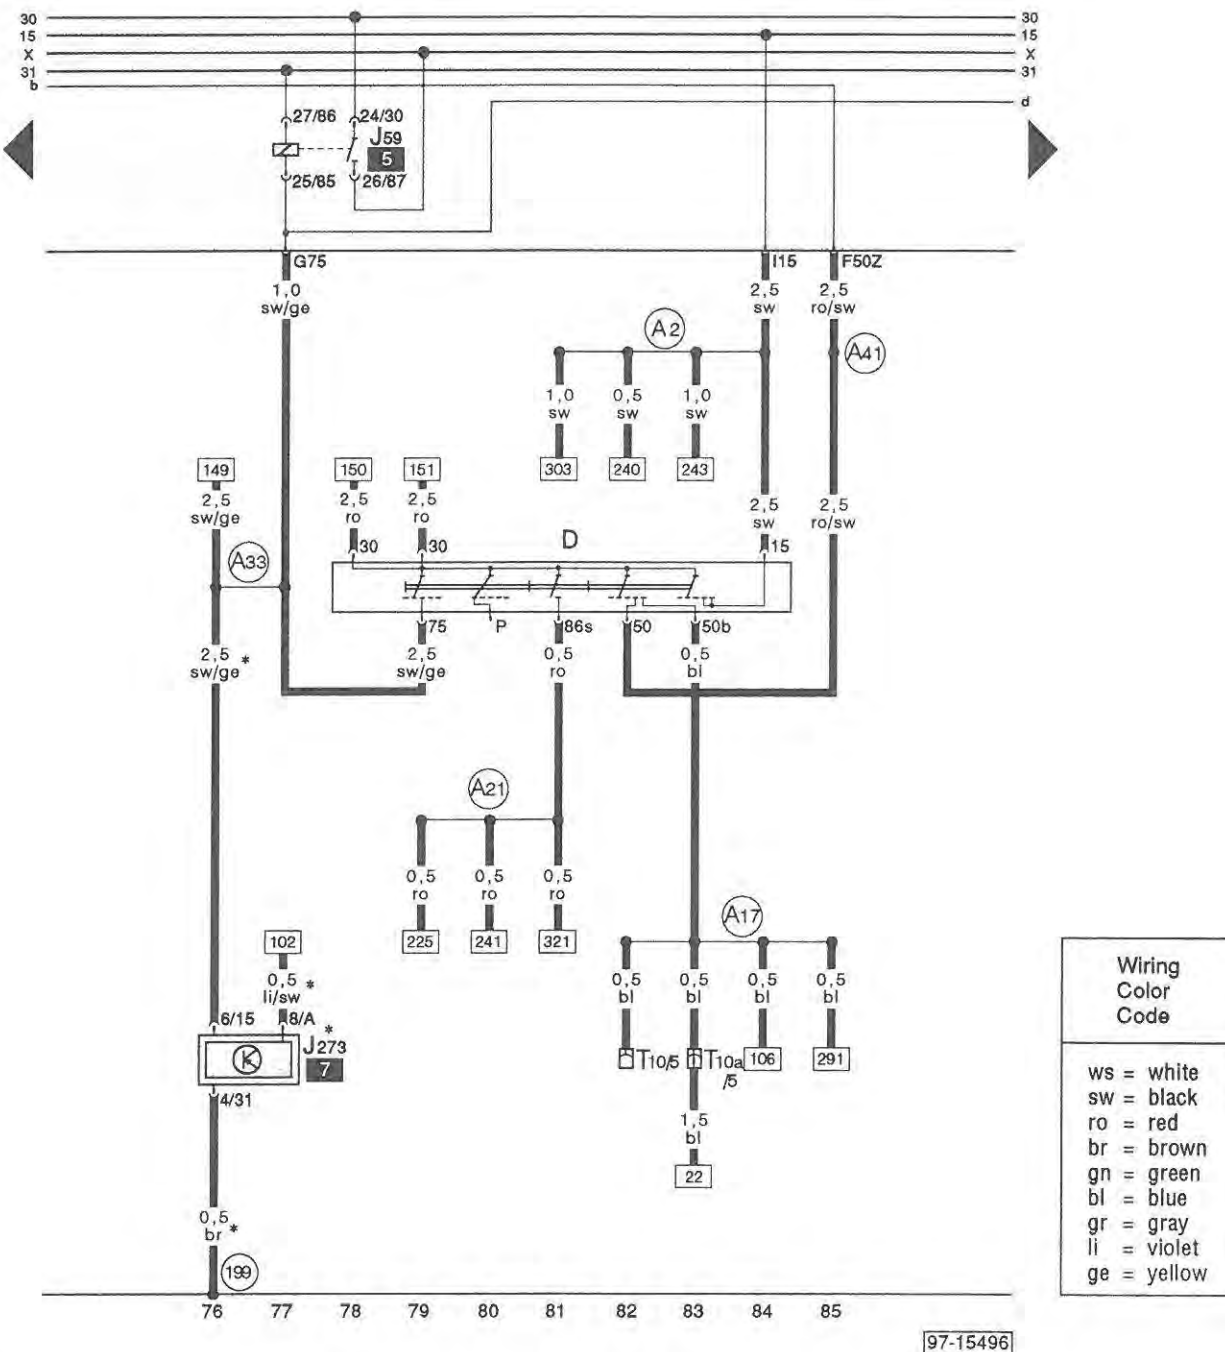 30 30
15 15
X X
31 31
b
d
27/86 24/30
J59
5
25/85 26/87
G75 I15 F50Z
1,0 2,5 2,5
sw/ge sw ro/sw
A2 A41
1,0 0,5 1,0
sw sw sw
149 150 151 303 240 243
2,5 2,5 2,5 2,5 2,5
sw/ge ro ro sw ro/sw
30 30 D 15
A33
75 P 86s 50 50b
2,5 * 2,5 0,5 0,5
sw/ge sw/ge ro bl
A21
0,5 0,5 0,5
ro ro ro
A17
102 225 241 321
0,5 * 0,5 0,5 0,5 0,5
li/sw bl bl bl bl
6/15 8/A
J273 *
7
T10/5 T10a/5 106 291
4/31
1,5
bl
22
0,5 *
br
199
76 77 78 79 80 81 82 83 84 85
97-15496
Wiring
Color
Code
ws = white
sw = black
ro = red
br = brown
gn = green
bl = blue
gr = gray
li = violet
ge = yellow